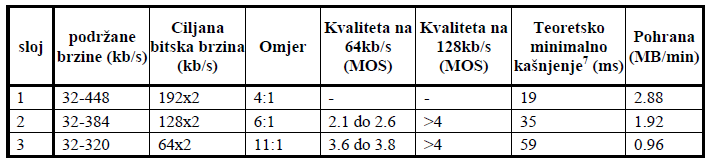 sloj podržane brzine (kb/s) Ciljana bitska brzina (kb/s) Omjer Kvaliteta na 64kb/s (MOS) Kvaliteta na 128kb/s (MOS) Teoretsko minimalno kašnjenje7 (ms) Pohrana (MB/min)
1 32-448 192x2 4:1 - - 19 2.88
2 32-384 128x2 6:1 2.1 do 2.6 >4 35 1.92
3 32-320 64x2 11:1 3.6 do 3.8 >4 59 0.96